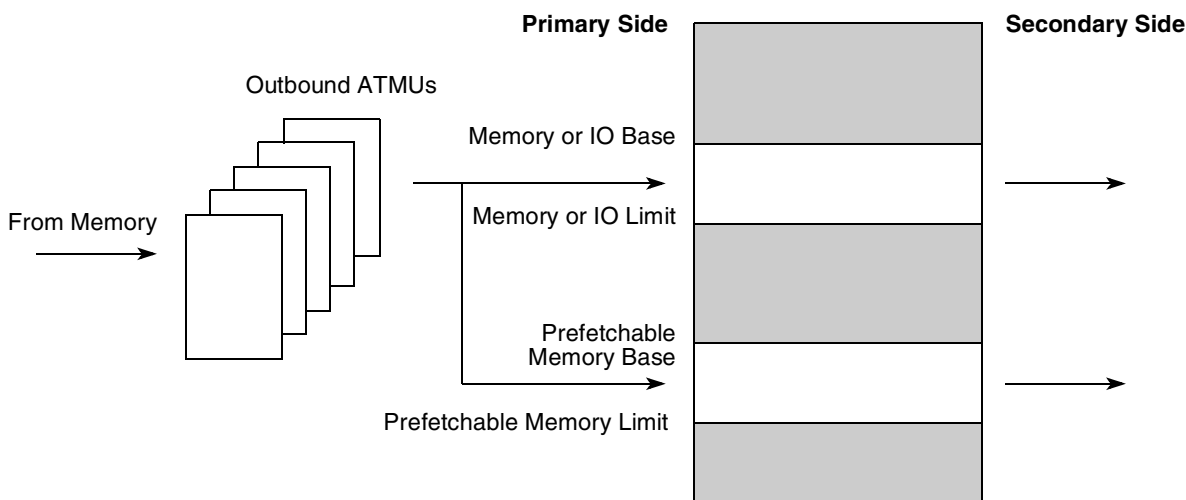 Primary Side
Secondary Side
Outbound ATMUs
Memory or IO Base
From Memory
Memory or IO Limit
Prefetchable
Memory Base
Prefetchable Memory Limit